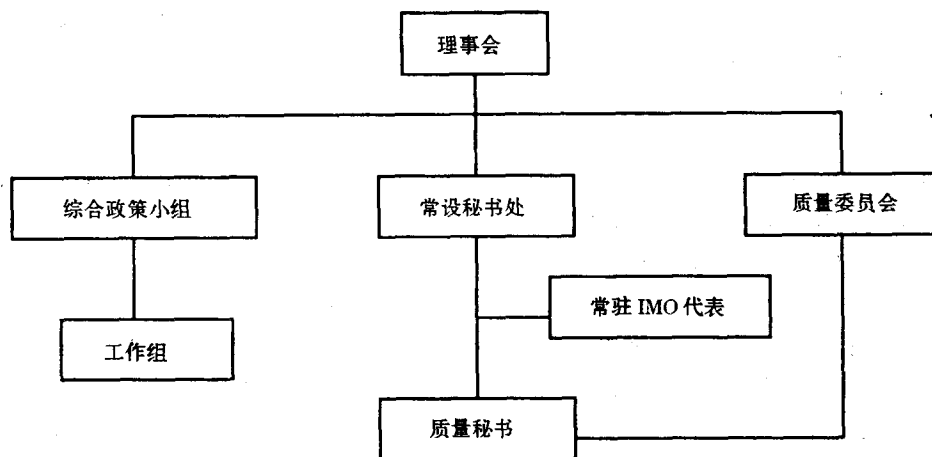 理事会
综合政策小组
常设秘书处
质量委员会
常驻 IMO 代表
工作组
质量秘书